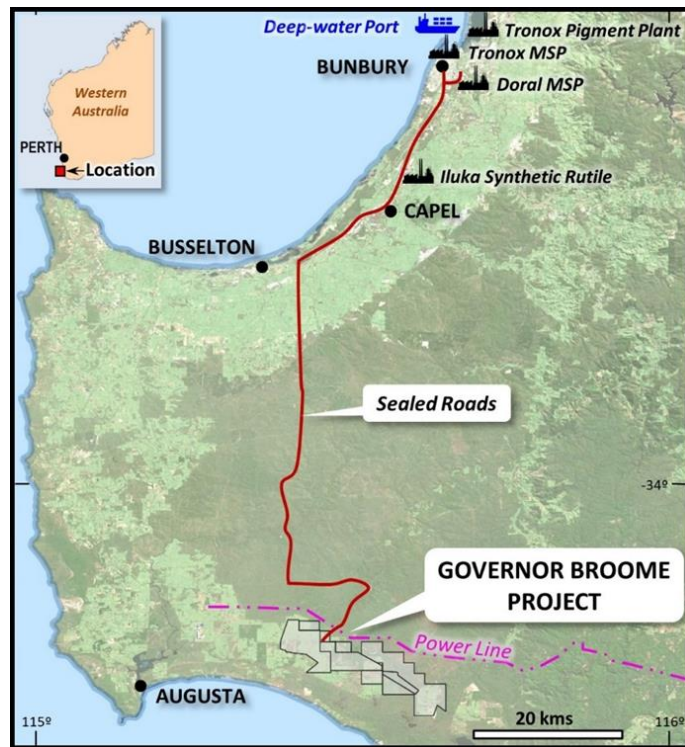 Deep-water Port
Tronox Pigment Plant
Tronox MSP
BUNBURY
Doral MSP
Western
Australia
PERTH
Location
Iluka Synthetic Rutile
CAPEL
BUSSELTON
Sealed Roads
-34º
GOVERNOR BROOME
PROJECT
Power Line
AUGUSTA
20 kms
115º
116º